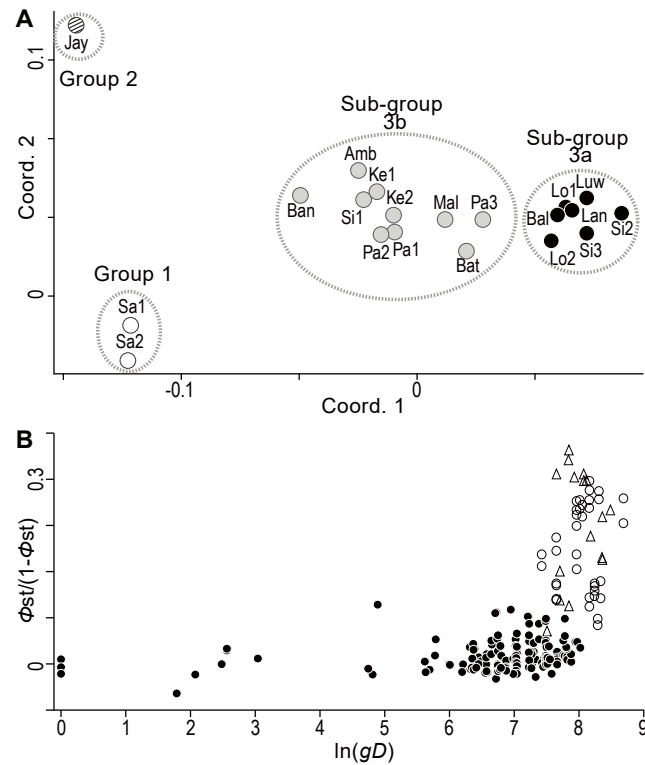 A
Jay
Group 2
0.1
Coord. 2
0
Sub-group
3b
Amb
Ke1
Ke2
Ban
Si1
Mal
Pa3
Pa2
Pa1
Bat
Sub-group
3a
Luw
Lo1
Bal
Lan
Si2
Lo2
Si3
Group 1
Sa1
Sa2
-0.1
0
Coord. 1
B
0.3
Φst/(1-Φst)
0
0 1 2 3 4 5 6 7 8 9
ln(gD)